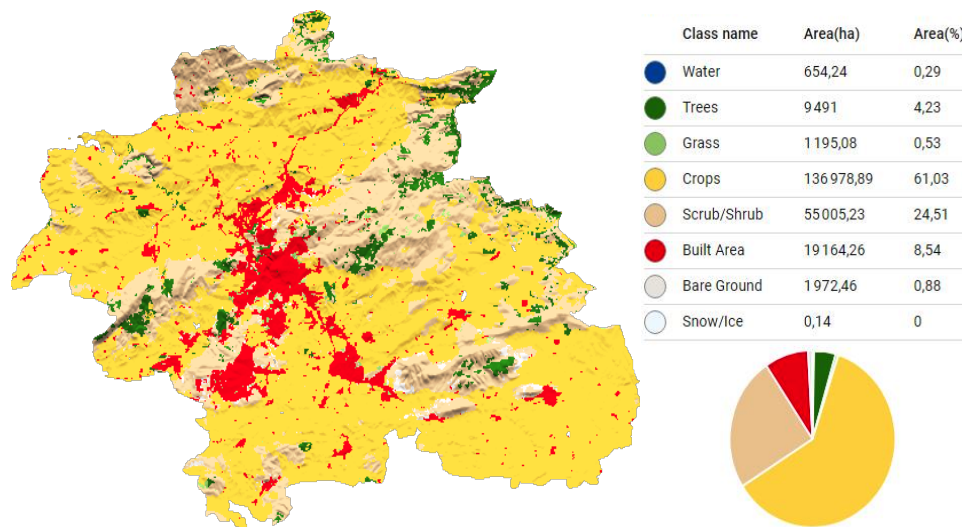 Class name Area(ha) Area(%)
Water 654,24 0,29
Trees 9 491 4,23
Grass 1 195,08 0,53
Crops 136 978,89 61,03
Scrub/Shrub 55 005,23 24,51
Built Area 19 164,26 8,54
Bare Ground 1 972,46 0,88
Snow/Ice 0,14 0